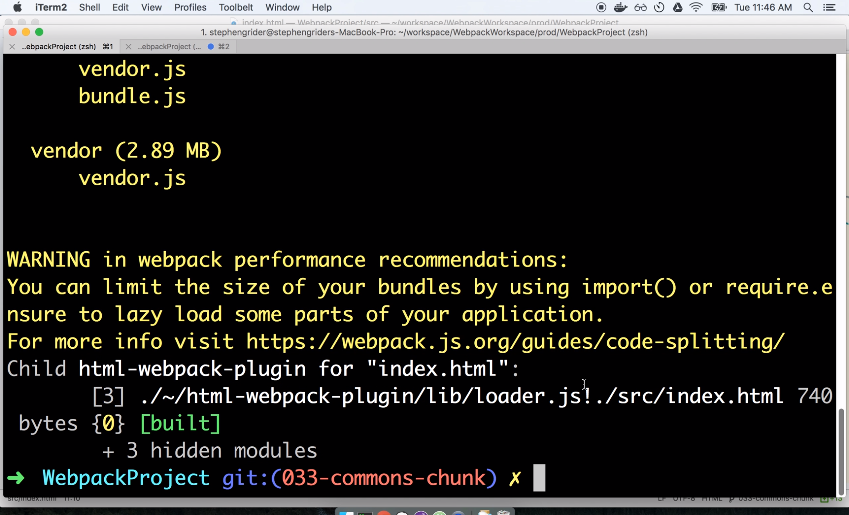 iTerm2 Shell Edit View Profiles Toolbelt Window Help Tue 11:46 AM
index.html — WebpackProject/src — ~/workspace/WebpackWorkspace/prod/WebpackProject
1. stephengrider@stephengriders-MacBook-Pro: ~/workspace/WebpackWorkspace/prod/WebpackProject (zsh)
..ebpackProject (zsh) ⌘1 ..ebpackProject (... ⌘2
vendor.js
bundle.js
vendor (2.89 MB)
vendor.js
WARNING in webpack performance recommendations:
You can limit the size of your bundles by using import() or require.e
nsure to lazy load some parts of your application.
For more info visit https://webpack.js.org/guides/code-splitting/
Child html-webpack-plugin for "index.html":
[3] ./~/html-webpack-plugin/lib/loader.js!./src/index.html 740
bytes {0} [built]
+ 3 hidden modules
➜ WebpackProject git:(033-commons-chunk) ✗